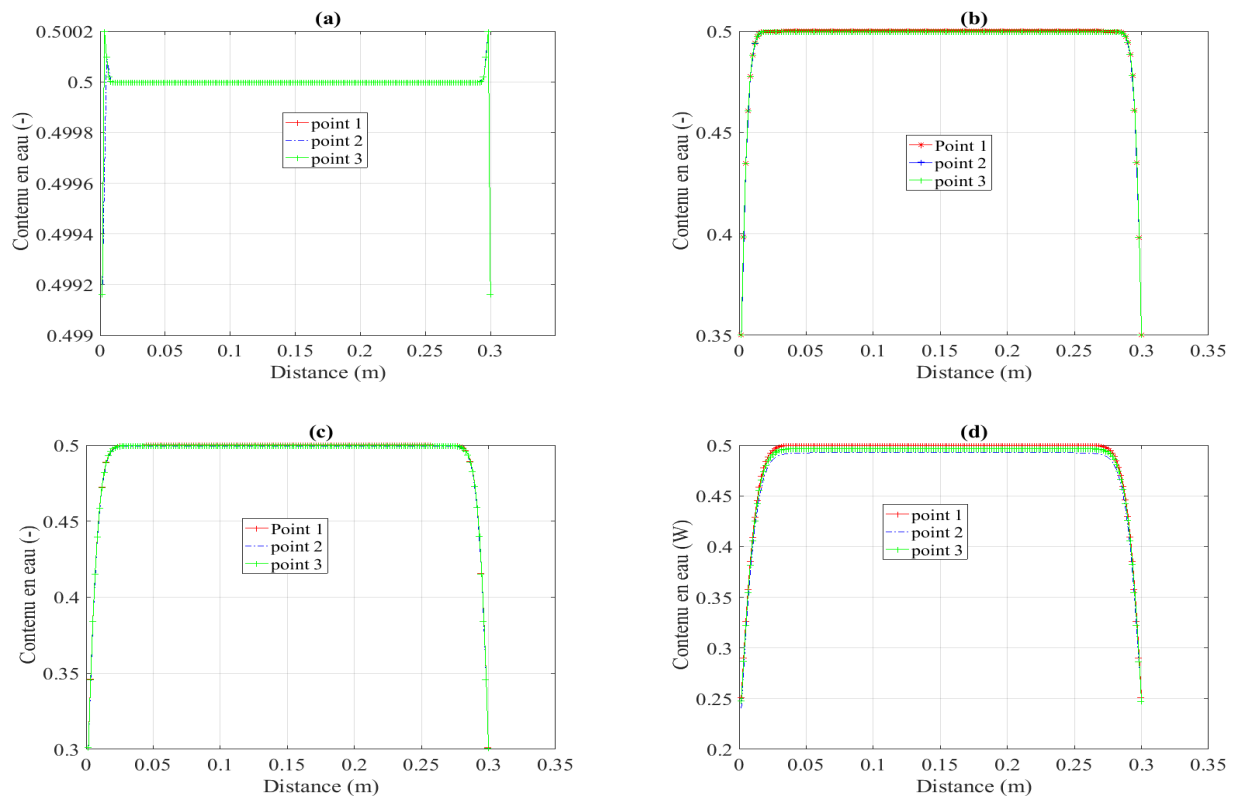 (a)
0.5002
0.5
0.4998
0.4996
0.4994
0.4992
0.499
Contenu en eau (-)
point 1
point 2
point 3
0 0.05 0.1 0.15 0.2 0.25 0.3
Distance (m)
(b)
0.5
0.45
0.4
0.35
Contenu en eau (-)
Point 1
point 2
point 3
0 0.05 0.1 0.15 0.2 0.25 0.3 0.35
Distance (m)
(c)
0.5
0.45
0.4
0.35
0.3
Contenu en eau (-)
Point 1
point 2
point 3
0 0.05 0.1 0.15 0.2 0.25 0.3 0.35
Distance (m)
(d)
0.5
0.45
0.4
0.35
0.3
0.25
0.2
Contenu en eau (W)
point 1
point 2
point 3
0 0.05 0.1 0.15 0.2 0.25 0.3 0.35
Distance (m)